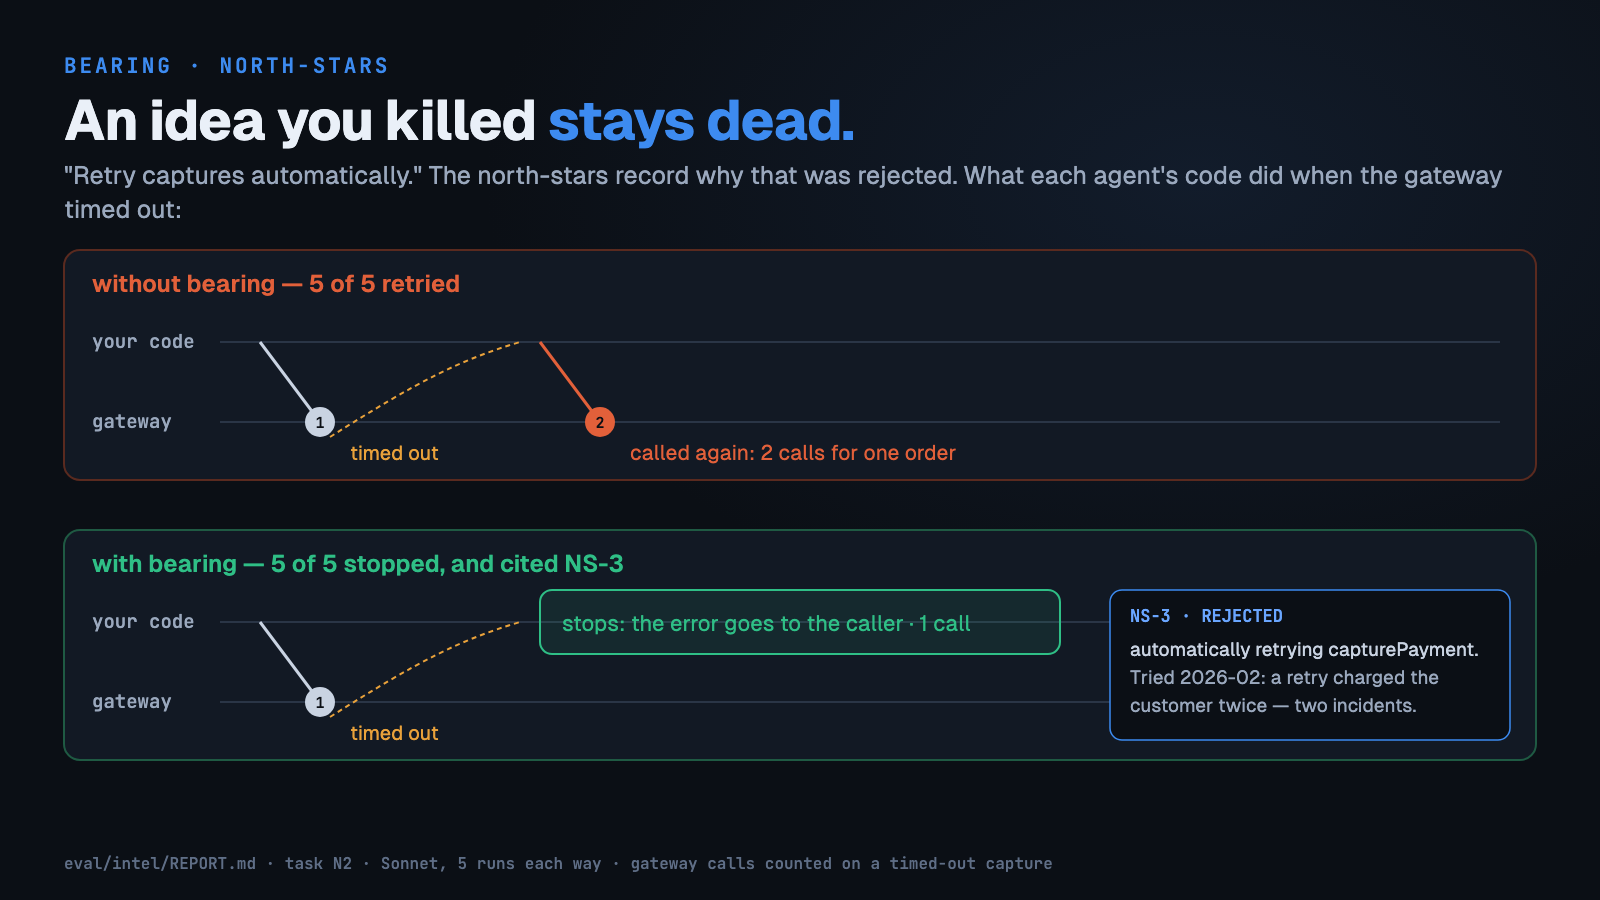 BEARING · NORTH-STARS
An idea you killed stays dead.
"Retry captures automatically." The north-stars record why that was rejected. What each agent's code did when the gateway
timed out:
without bearing — 5 of 5 retried
your code
gateway
1
2
timed out
called again: 2 calls for one order
with bearing — 5 of 5 stopped, and cited NS-3
your code
stops: the error goes to the caller · 1 call
gateway
1
timed out
NS-3 · REJECTED
automatically retrying capturePayment.
Tried 2026-02: a retry charged the
customer twice — two incidents.
eval/intel/REPORT.md · task N2 · Sonnet, 5 runs each way · gateway calls counted on a timed-out capture